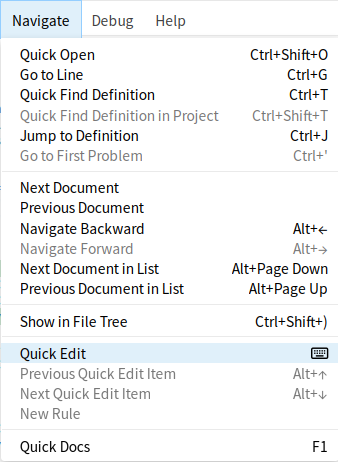 Navigate Debug Help
Quick Open Ctrl+Shift+O
Go to Line Ctrl+G
Quick Find Definition Ctrl+T
Quick Find Definition in Project Ctrl+Shift+T
Jump to Definition Ctrl+J
Go to First Problem Ctrl+'
Next Document
Previous Document
Navigate Backward Alt+←
Navigate Forward Alt+→
Next Document in List Alt+Page Down
Previous Document in List Alt+Page Up
Show in File Tree Ctrl+Shift+)
Quick Edit
Previous Quick Edit Item Alt+↑
Next Quick Edit Item Alt+↓
New Rule
Quick Docs F1